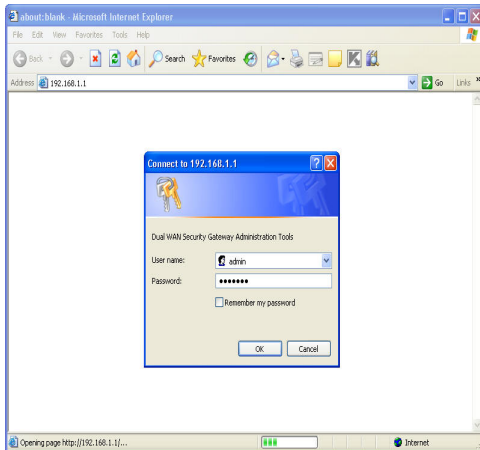 about:blank - Microsoft Internet Explorer
File Edit View Favorites Tools Help
Back Search Favorites
Address 192.168.1.1 Go Links »
Connect to 192.168.1.1
Dual WAN Security Gateway Administration Tools
User name: admin
Password: •••••••
Remember my password
OK Cancel
Opening page http://192.168.1.1/... Internet